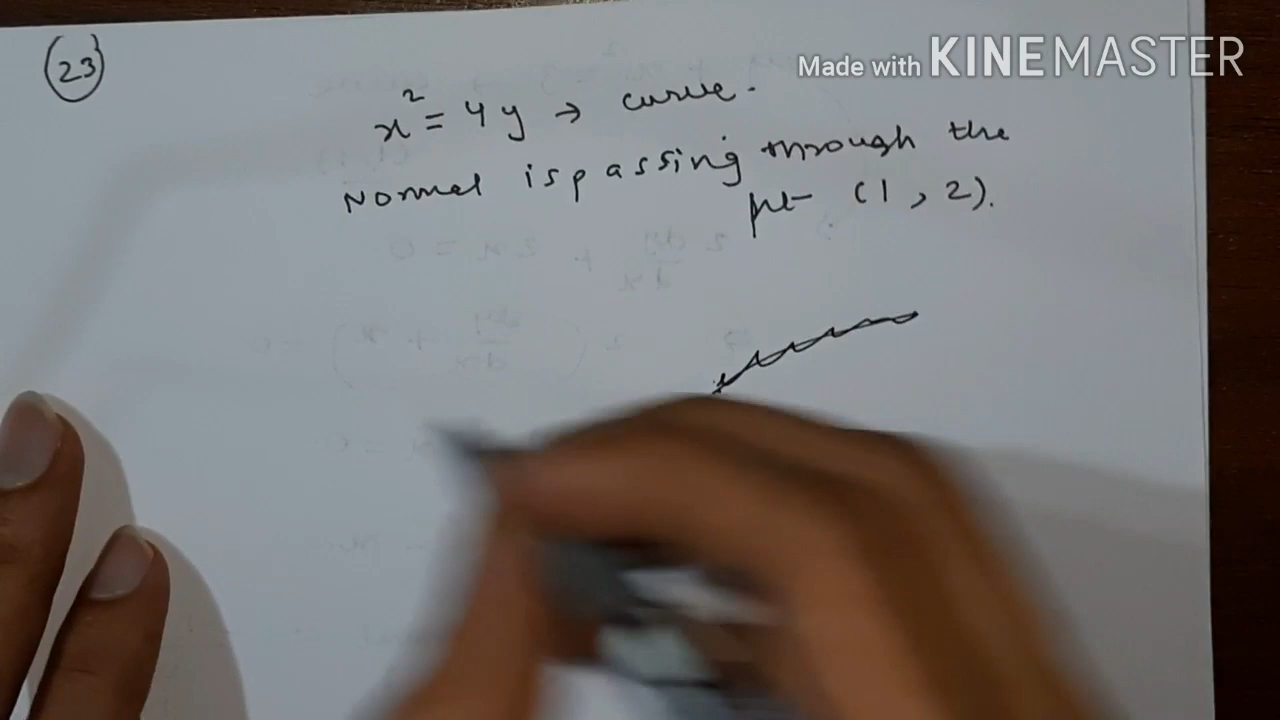 (23)
Made with KINEMASTER
x² = 4y → curve.
Normal is passing through the
pt (1, 2).